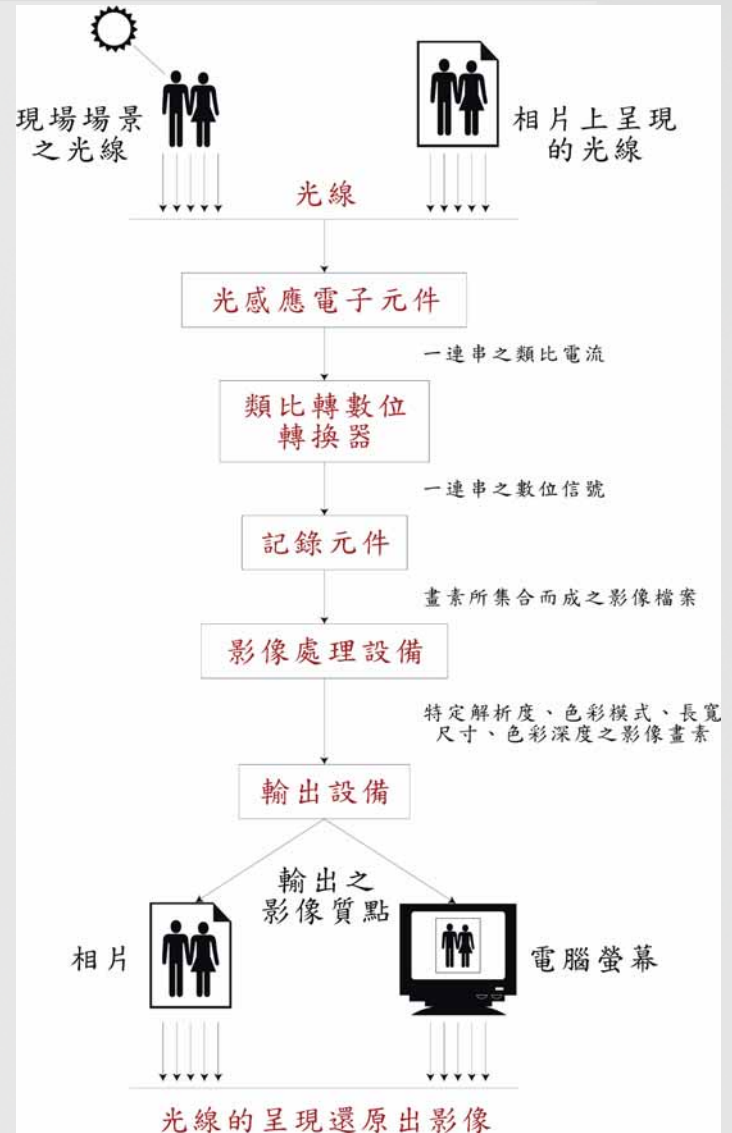 現場場景
之光線
相片上呈現
的光線
光線
光感應電子元件
一連串之類比電流
類比轉數位
轉換器
一連串之數位信號
記錄元件
畫素所集合而成之影像檔案
影像處理設備
特定解析度、色彩模式、長寬
尺寸、色彩深度之影像畫素
輸出設備
輸出之
影像質點
相片
電腦螢幕
光線的呈現還原出影像